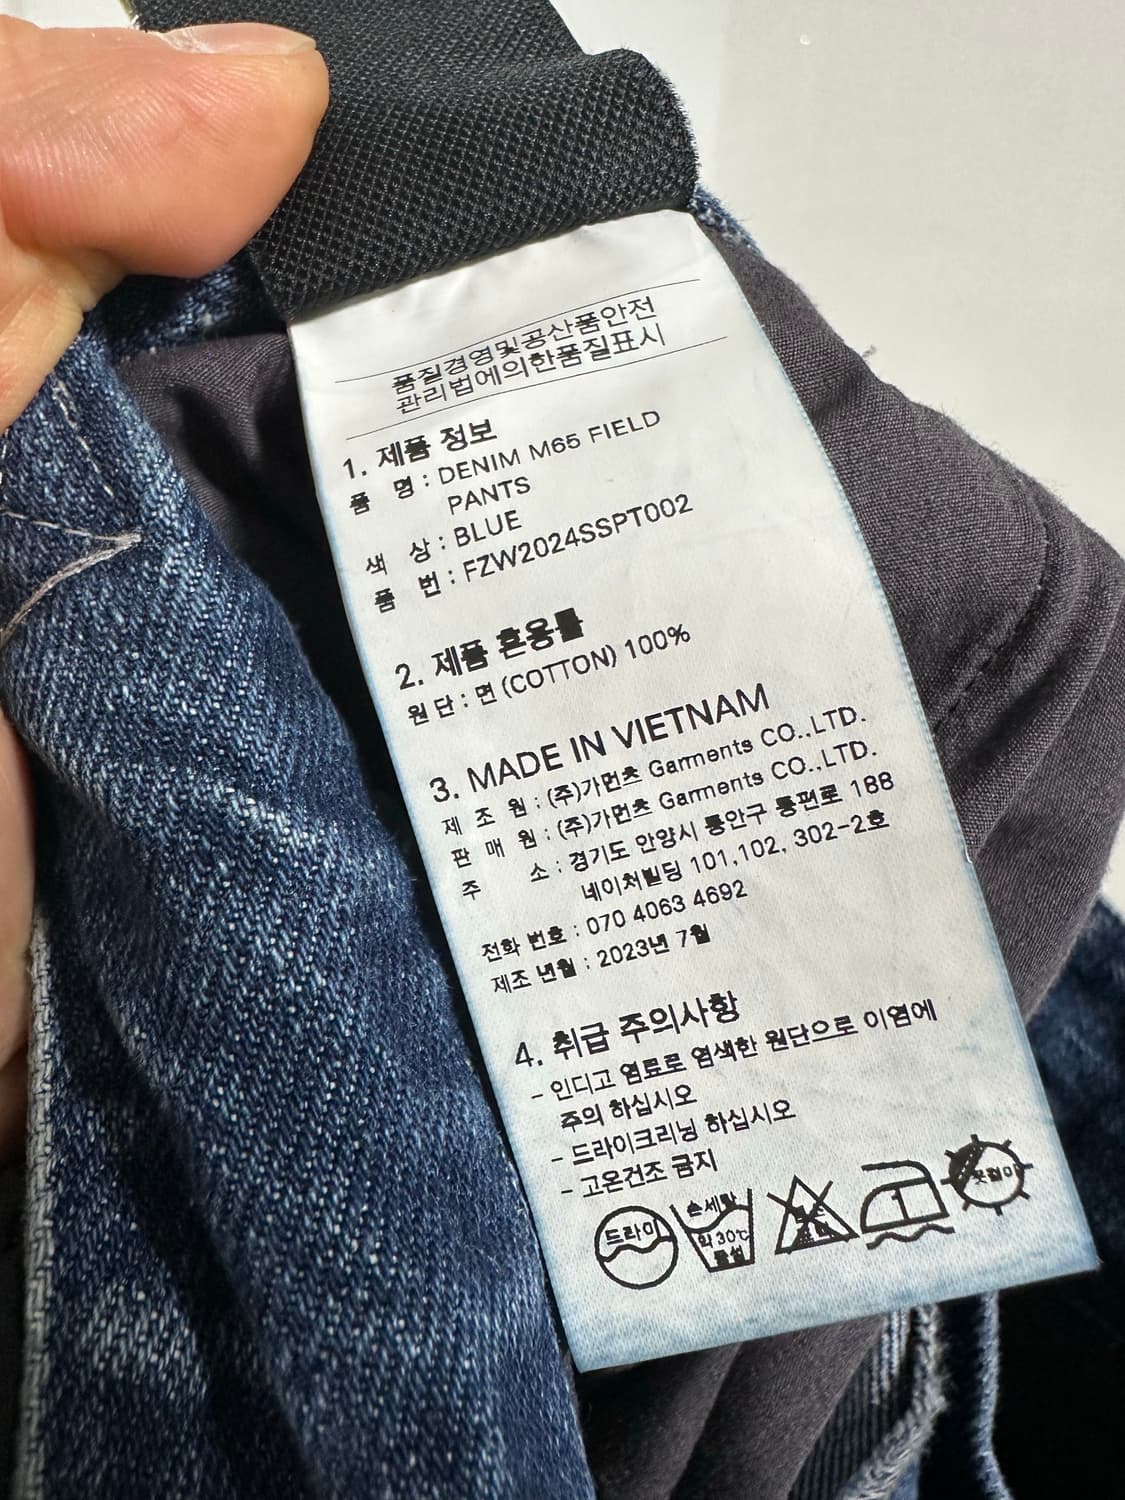 품질경영및공산품안전
관리법에의한품질표시
1. 제품 정보
품 명 : DENIM M65 FIELD
PANTS
색 상 : BLUE
품 번 : FZW2024SSPT002
2. 제품 혼용률
원 단 : 면 (COTTON) 100%
3. MADE IN VIETNAM
제 조 원 : (주)가먼츠 Garments CO.,LTD.
판 매 원 : (주)가먼츠 Garments CO.,LTD.
주 소 : 경기도 안양시 동안구 동편로 188
네이처빌딩 101,102, 302-2호
전화 번호 : 070 4063 4692
제조 년월 : 2023년 7월
4. 취급 주의사항
- 인디고 염료로 염색한 원단으로 이염에
주의 하십시오
- 드라이크리닝 하십시오
- 고온건조 금지
드라이
손세탁
약 30℃
중성
1
옷걸이